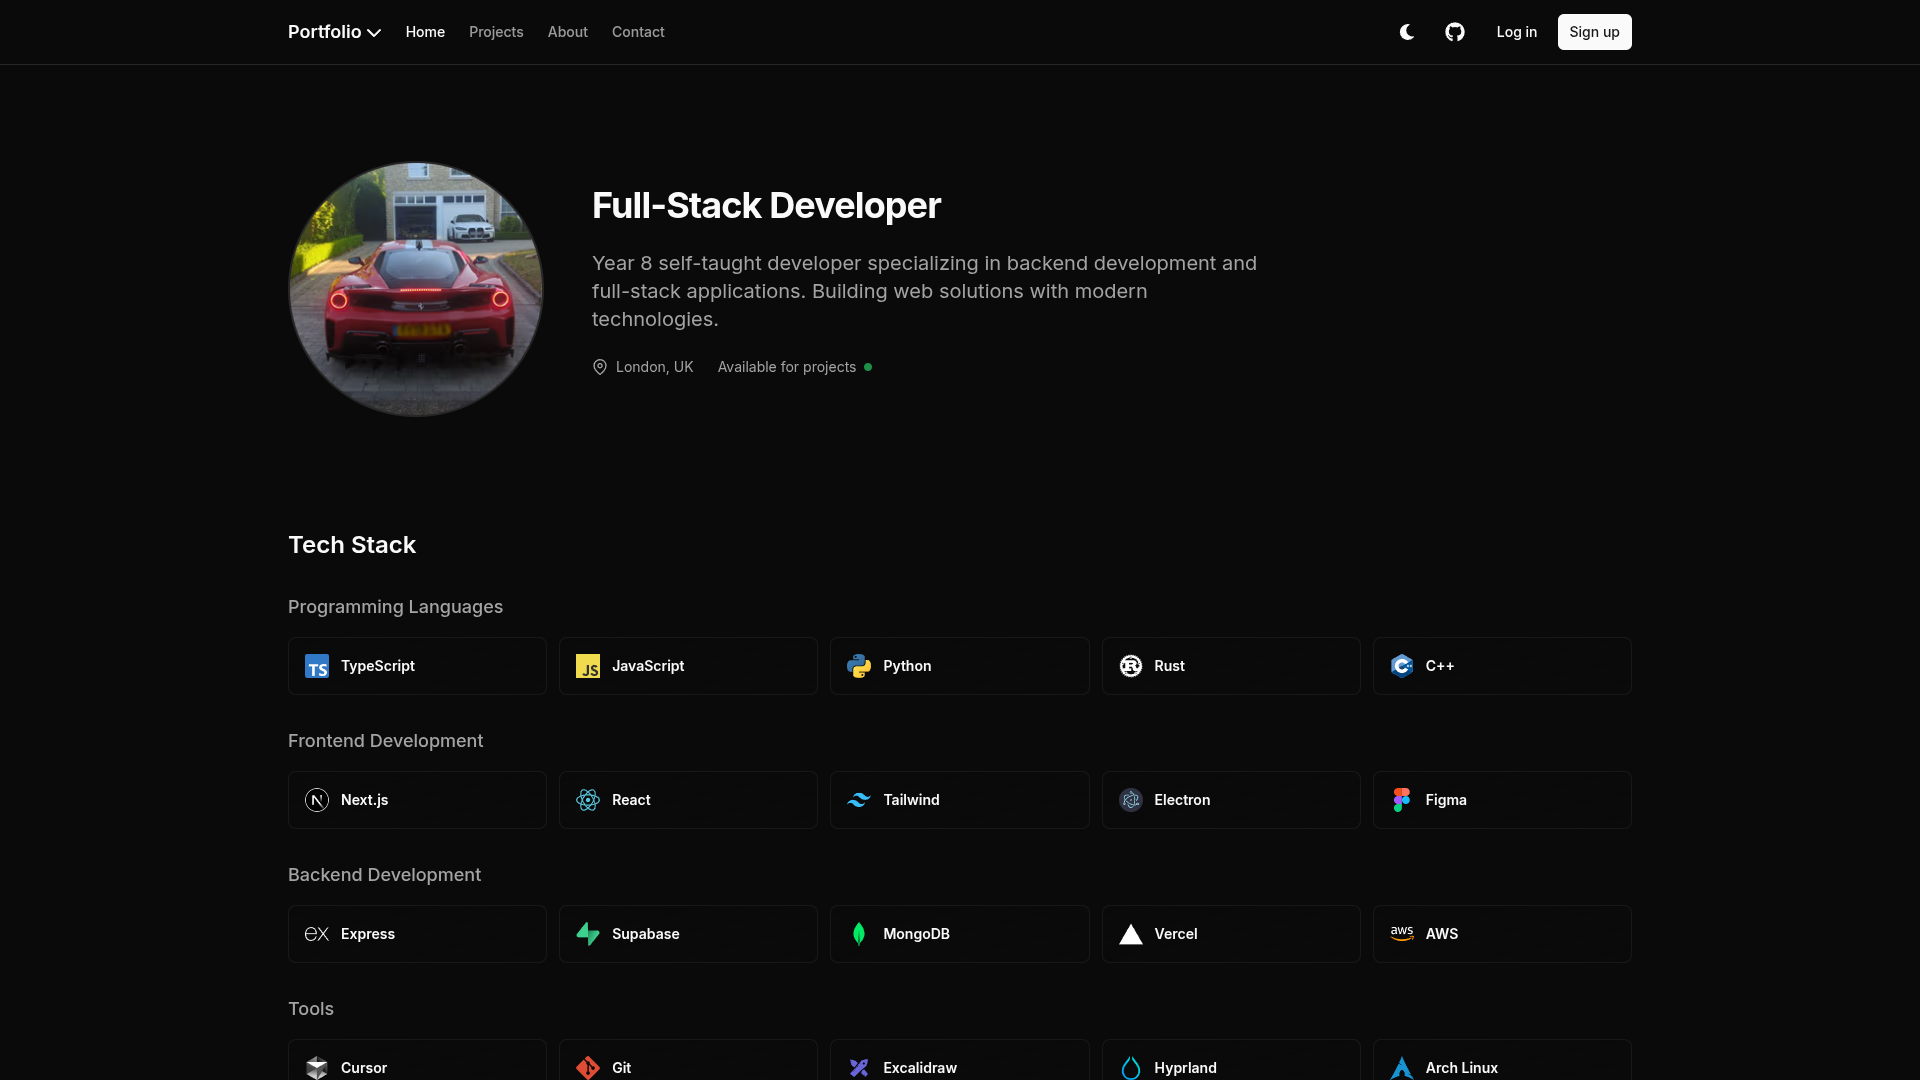 Portfolio
Home
Projects
About
Contact
Log in
Sign up
Full-Stack Developer
Year 8 self-taught developer specializing in backend development and
full-stack applications. Building web solutions with modern
technologies.
London, UK
Available for projects
Tech Stack
Programming Languages
TS
TypeScript
JS
JavaScript
Python
R
Rust
C
C++
Frontend Development
N
Next.js
React
Tailwind
Electron
Figma
Backend Development
ex
Express
Supabase
MongoDB
Vercel
aws
AWS
Tools
Cursor
Git
Excalidraw
Hyprland
Arch Linux